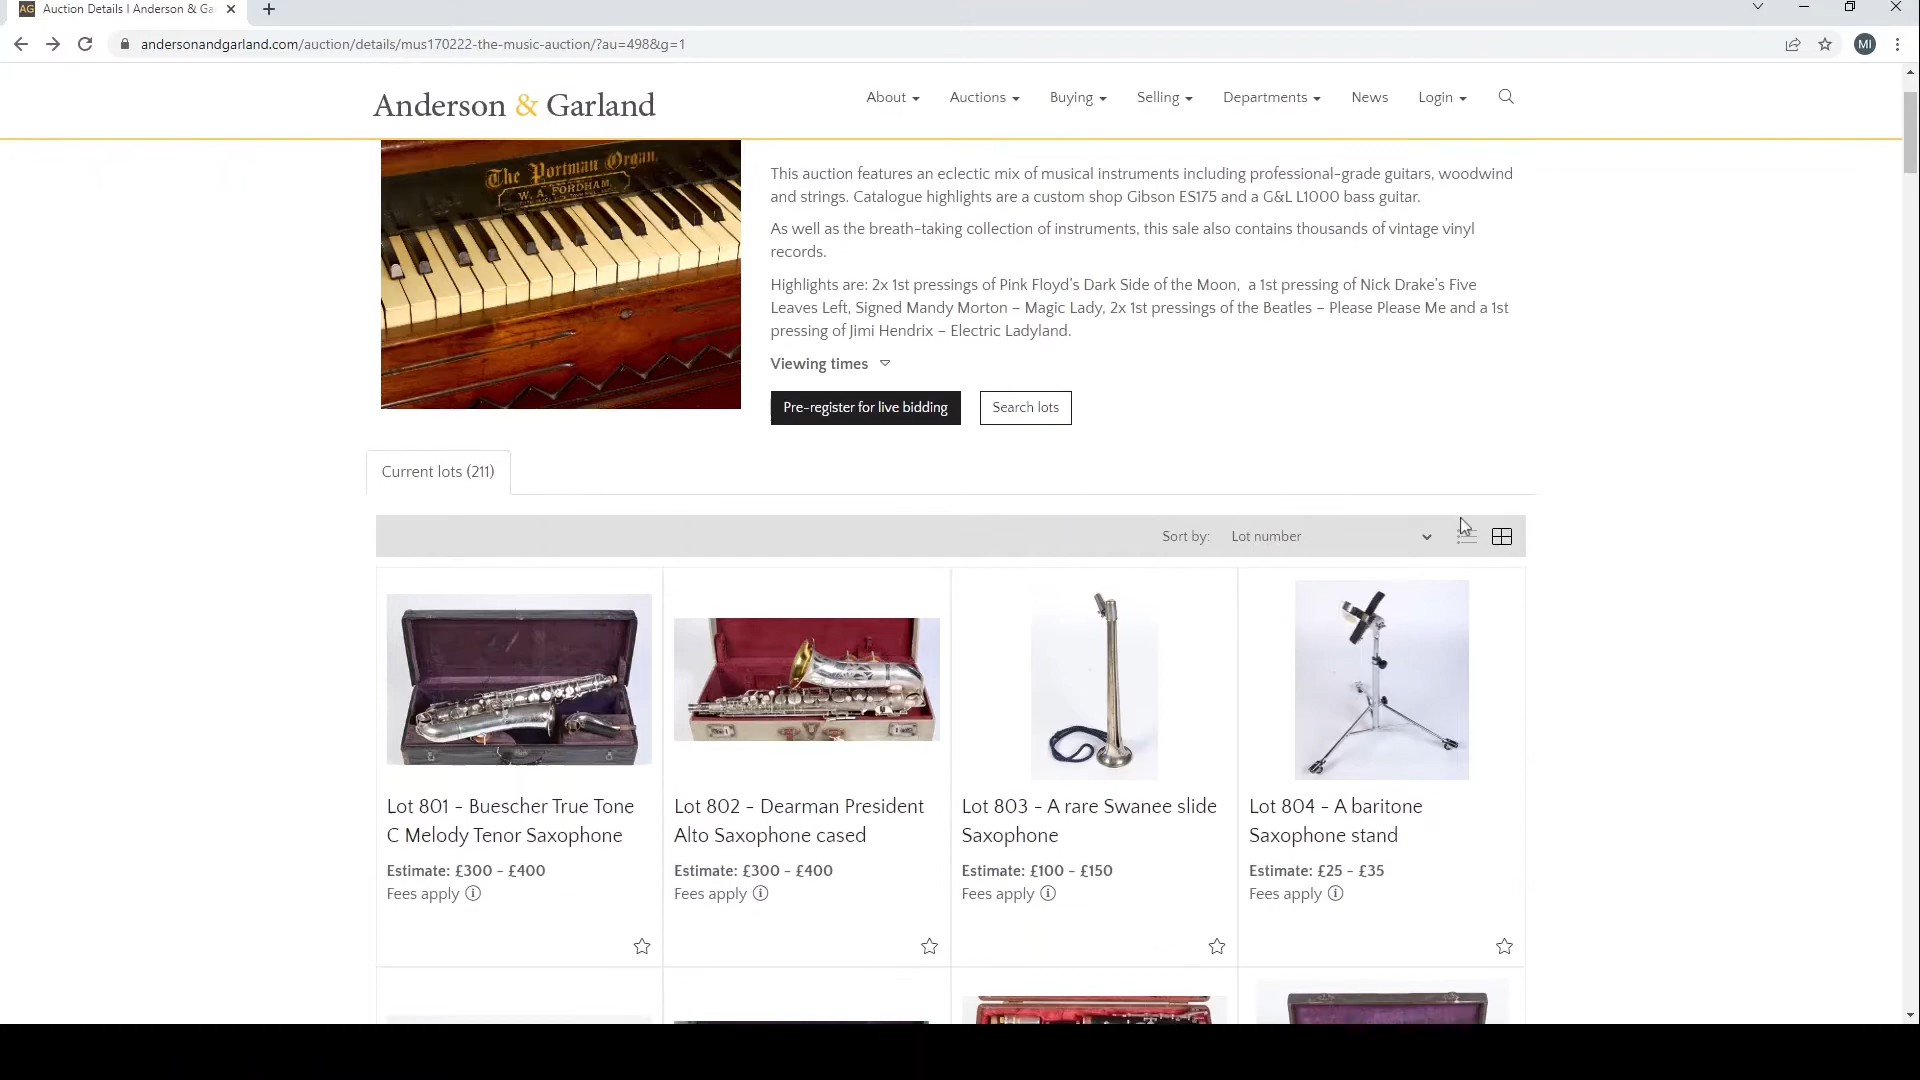 AG Auction Details | Anderson & Ga
andersonandgarland.com/auction/details/mus170222-the-music-auction/?au=498&g=1
MI
Anderson & Garland
About
Auctions
Buying
Selling
Departments
News
Login
The Portman Organ
W. A. FORDHAM
This auction features an eclectic mix of musical instruments including professional-grade guitars, woodwind
and strings. Catalogue highlights are a custom shop Gibson ES175 and a G&L L1000 bass guitar.
As well as the breath-taking collection of instruments, this sale also contains thousands of vintage vinyl
records.
Highlights are: 2x 1st pressings of Pink Floyd's Dark Side of the Moon, a 1st pressing of Nick Drake's Five
Leaves Left, Signed Mandy Morton – Magic Lady, 2x 1st pressings of the Beatles – Please Please Me and a 1st
pressing of Jimi Hendrix – Electric Ladyland.
Viewing times
Pre-register for live bidding
Search lots
Current lots (211)
Sort by: Lot number
Lot 801 - Buescher True Tone
C Melody Tenor Saxophone
Estimate: £300 - £400
Fees apply
Lot 802 - Dearman President
Alto Saxophone cased
Estimate: £300 - £400
Fees apply
Lot 803 - A rare Swanee slide
Saxophone
Estimate: £100 - £150
Fees apply
Lot 804 - A baritone
Saxophone stand
Estimate: £25 - £35
Fees apply